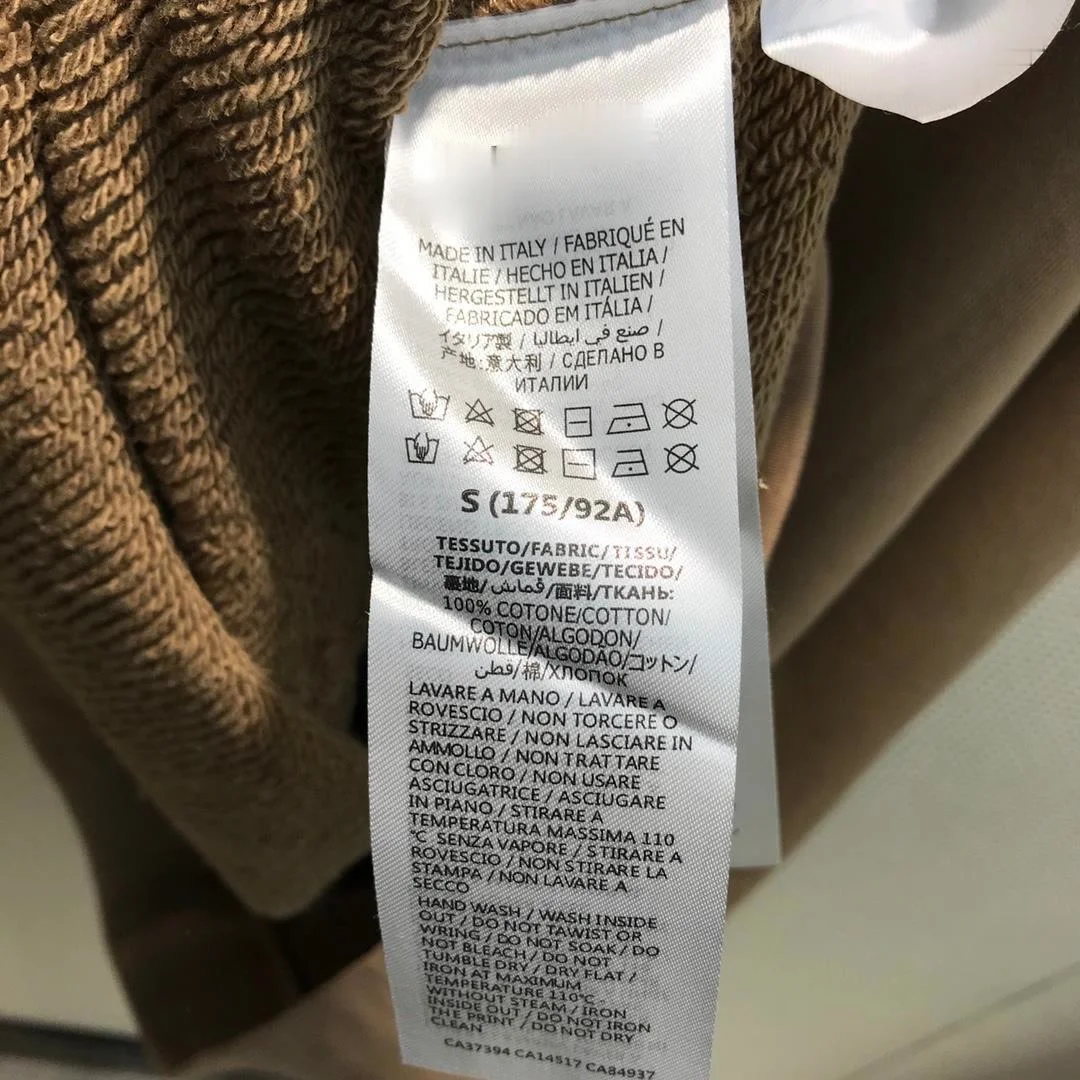 MADE IN ITALY / FABRIQUÉ EN
ITALIE / HECHO EN ITALIA /
HERGESTELLT IN ITALIEN /
FABRICADO EM ITÁLIA /
イタリア製 / صنع في ايطاليا /
产地:意大利 / СДЕЛАНО В
ИТАЛИИ
S (175/92A)
TESSUTO/FABRIC/TISSU/
TEJIDO/GEWEBE/TECIDO/
裏地/قماش/面料/ТКАНЬ:
100% COTONE/COTTON/
COTON/ALGODON/
BAUMWOLLE/ALGODAO/コットン/
قطن/棉/ХЛОПОК
LAVARE A MANO / LAVARE A
ROVESCIO / NON TORCERE O
STRIZZARE / NON LASCIARE IN
AMMOLLO / NON TRATTARE
CON CLORO / NON USARE
ASCIUGATRICE / ASCIUGARE
IN PIANO / STIRARE A
TEMPERATURA MASSIMA 110
°C SENZA VAPORE / STIRARE A
ROVESCIO / NON STIRARE LA
STAMPA / NON LAVARE A
SECCO
HAND WASH / WASH INSIDE
OUT / DO NOT TAWIST OR
WRING / DO NOT SOAK / DO
NOT BLEACH / DO NOT
TUMBLE DRY / DRY FLAT /
IRON AT MAXIMUM
TEMPERATURE 110°C
WITHOUT STEAM / IRON
INSIDE OUT / DO NOT IRON
THE PRINT / DO NOT DRY
CLEAN
CA37394 CA14517 CA84937